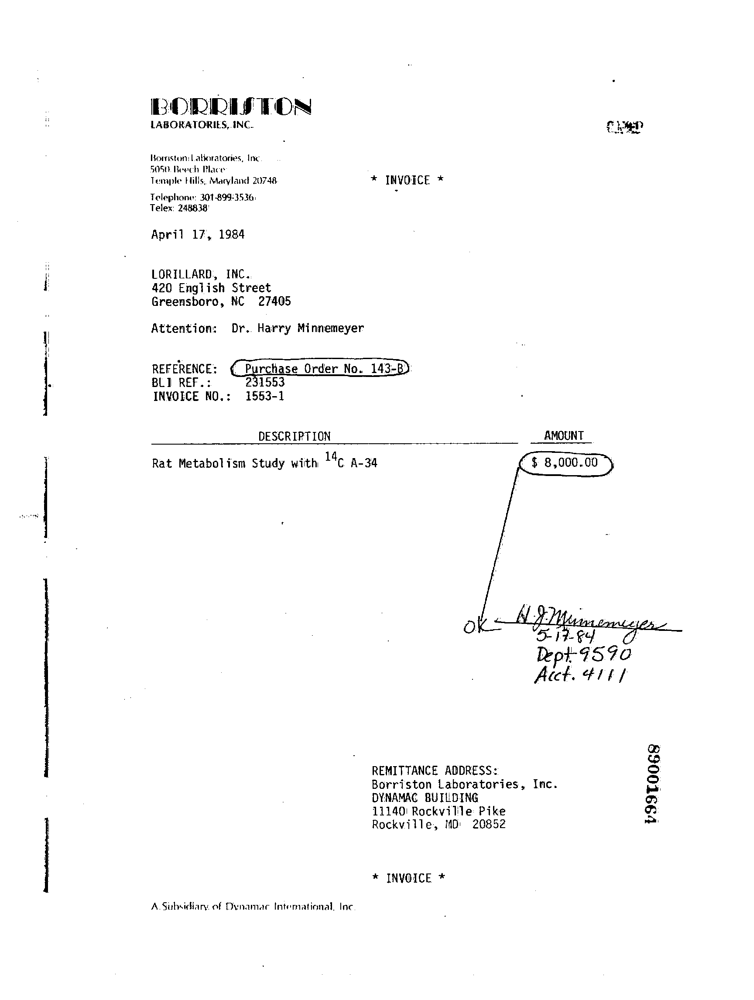 BORRISTON
LABORATORIES, INC.
Borriston Laboratories, Inc.
5050 Beech Place
Temple Hills, Maryland 20748
* INVOICE *
Telephone: 301-899-3536
Telex: 248838
April 17, 1984
LORILLARD, INC.
420 English Street
Greensboro, NC 27405
Attention: Dr. Harry Minnemeyer
REFERENCE: Purchase Order No. 143-B
BLI REF.: 231553
INVOICE NO.: 1553-1
DESCRIPTION AMOUNT
Rat Metabolism Study with 14C A-34 $ 8,000.00
OK H.J. Minnemeyer
5-17-84
Dept 9590
Acct. 4111
REMITTANCE ADDRESS:
Borriston Laboratories, Inc.
DYNAMAC BUILDING
11140 Rockville Pike
Rockville, MD 20852
89001664
* INVOICE *
A Subsidiary of Dynamac International, Inc.